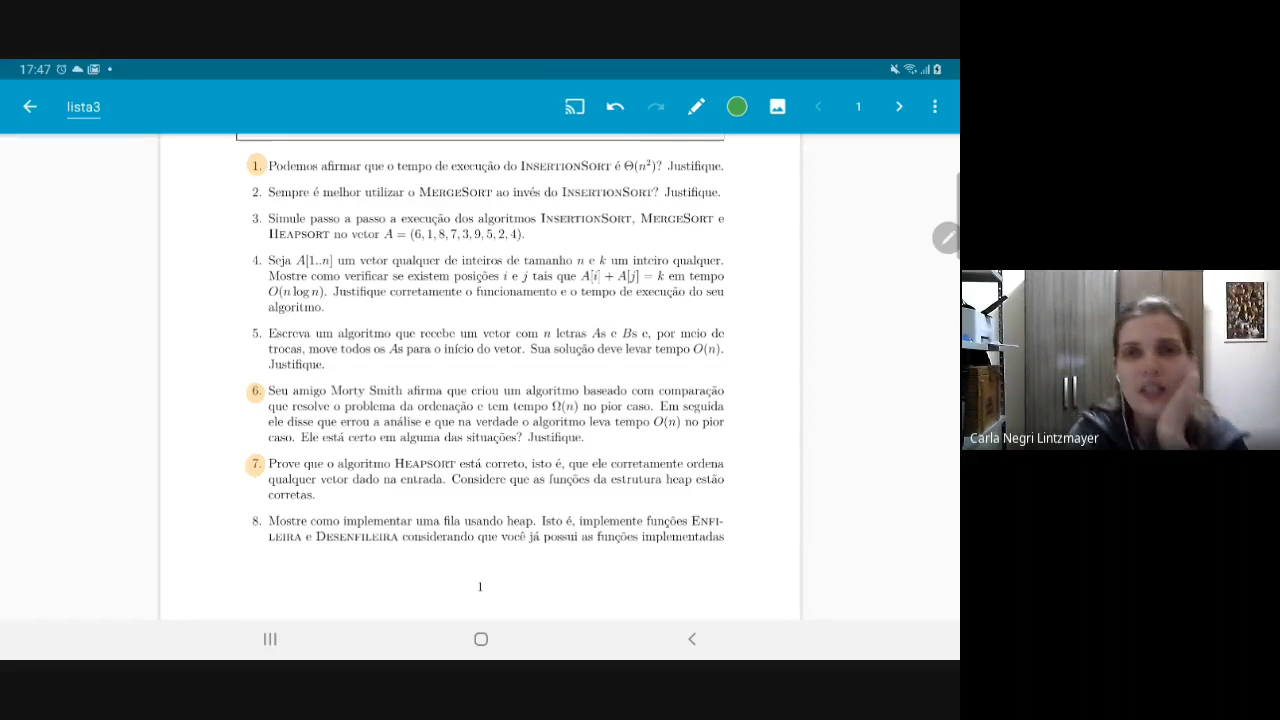 17:47
lista3
1
1. Podemos afirmar que o tempo de execução do INSERTIONSORT é Θ(n²)? Justifique.
2. Sempre é melhor utilizar o MERGESORT ao invés do INSERTIONSORT? Justifique.
3. Simule passo a passo a execução dos algoritmos INSERTIONSORT, MERGESORT e
HEAPSORT no vetor A = (6, 1, 8, 7, 3, 9, 5, 2, 4).
4. Seja A[1..n] um vetor qualquer de inteiros de tamanho n e k um inteiro qualquer.
Mostre como verificar se existem posições i e j tais que A[i] + A[j] = k em tempo
O(n log n). Justifique corretamente o funcionamento e o tempo de execução do seu
algoritmo.
5. Escreva um algoritmo que recebe um vetor com n letras As e Bs e, por meio de
trocas, move todos os As para o início do vetor. Sua solução deve levar tempo O(n).
Justifique.
6. Seu amigo Morty Smith afirma que criou um algoritmo baseado com comparação
que resolve o problema da ordenação e tem tempo Ω(n) no pior caso. Em seguida
ele disse que errou a análise e que na verdade o algoritmo leva tempo O(n) no pior
caso. Ele está certo em alguma das situações? Justifique.
7. Prove que o algoritmo HEAPSORT está correto, isto é, que ele corretamente ordena
qualquer vetor dado na entrada. Considere que as funções da estrutura heap estão
corretas.
8. Mostre como implementar uma fila usando heap. Isto é, implemente funções ENFI-
LEIRA e DESENFILEIRA considerando que você já possui as funções implementadas
1
Carla Negri Lintzmayer